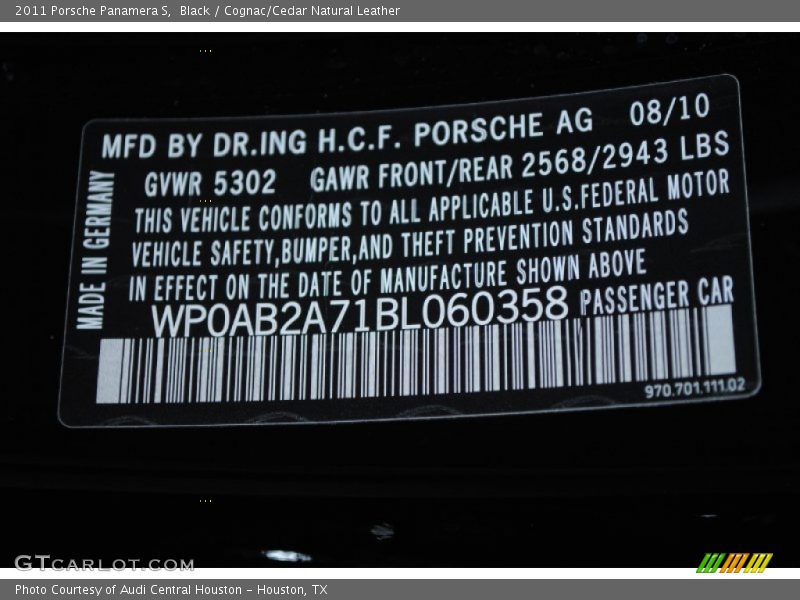 2011 Porsche Panamera S,  Black / Cognac/Cedar Natural Leather
MFD BY DR.ING H.C.F. PORSCHE AG 08/10
GVWR 5302 GAWR FRONT/REAR 2568/2943 LBS
THIS VEHICLE CONFORMS TO ALL APPLICABLE U.S.FEDERAL MOTOR
VEHICLE SAFETY,BUMPER,AND THEFT PREVENTION STANDARDS
IN EFFECT ON THE DATE OF MANUFACTURE SHOWN ABOVE
WP0AB2A71BL060358 PASSENGER CAR
MADE IN GERMANY
970.701.111.02
GTCARLOT.COM
Photo Courtesy of Audi Central Houston - Houston, TX